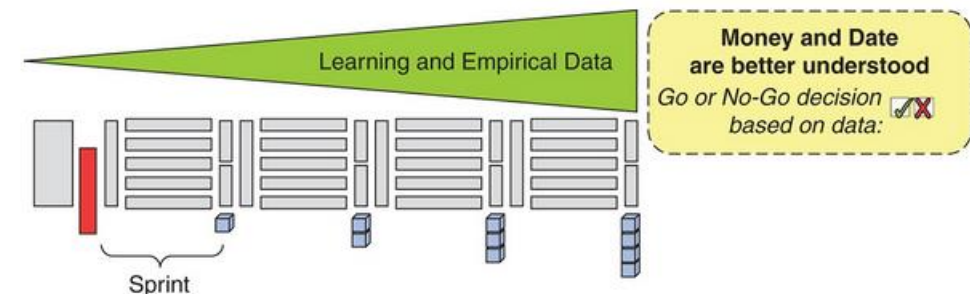 Learning and Empirical Data
Money and Date
are better understood
Go or No-Go decision
based on data:
Sprint